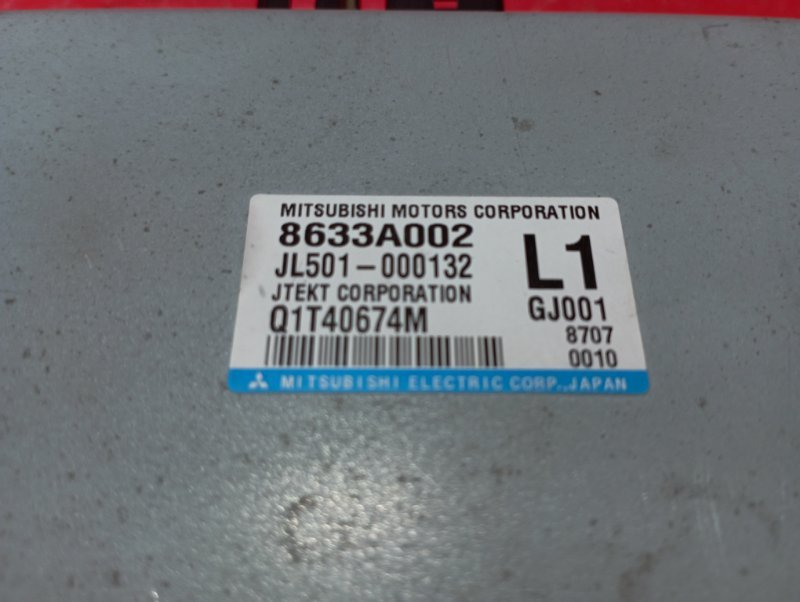 MITSUBISHI MOTORS CORPORATION
8633A002
L1
JL501-000132
JTEKT CORPORATION
GJ001
Q1T40674M
8707
0010
MITSUBISHI ELECTRIC CORP., JAPAN